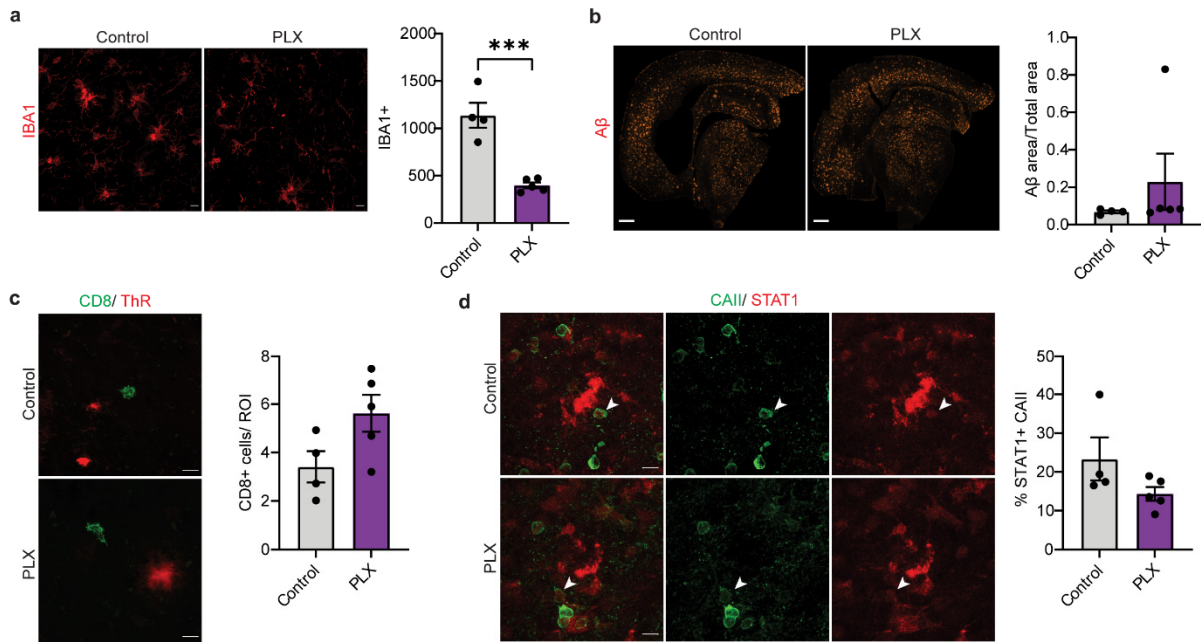 a
Control
PLX
IBA1
IBA1+
2000
1500
1000
500
0
***
Control
PLX
b
Control
PLX
Aβ
Aβ area/Total area
1.0
0.8
0.6
0.4
0.2
0.0
Control
PLX
c
CD8/ ThR
Control
PLX
CD8+ cells/ ROI
8
6
4
2
0
Control
PLX
d
CAII/ STAT1
Control
PLX
% STAT1+ CAII
50
40
30
20
10
0
Control
PLX